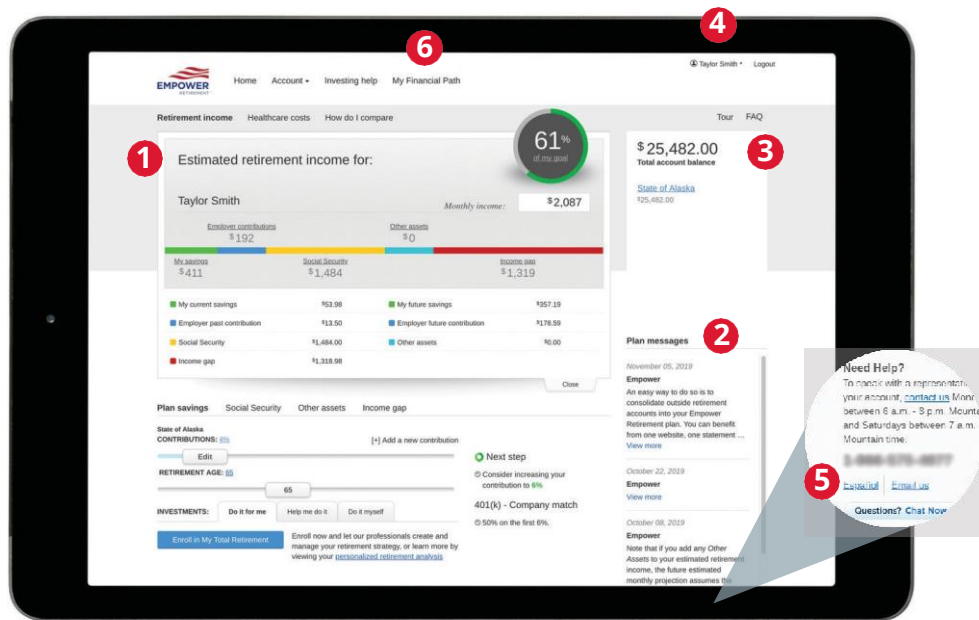 4
6
Taylor Smith
Logout
EMPOWER
RETIREMENT
Home Account Investing help My Financial Path
Retirement income Healthcare costs How do I compare
Tour FAQ
1
Estimated retirement income for:
61%
of my goal
3
$25,482.00
Total account balance
State of Alaska
$25,482.00
Taylor Smith
Monthly income: $2,087
Employer contributions
$192
Other assets
$0
My savings
$411
Social Security
$1,484
Income gap
$1,319
My current savings $53.98
My future savings $357.19
Employer past contribution $13.50
Employer future contribution $178.59
Social Security $1,484.00
Other assets $0.00
Income gap $1,318.98
Close
2
Plan messages
November 05, 2019
Empower
An easy way to do so is to
consolidate outside retirement
accounts into your Empower
Retirement plan. You can benefit
from one website, one statement ...
View more
October 22, 2019
Empower
View more
October 08, 2019
Empower
Note that if you add any Other
Assets to your estimated retirement
income, the future estimated
monthly projection assumes the
Plan savings Social Security Other assets Income gap
State of Alaska
CONTRIBUTIONS:
[+] Add a new contribution
Edit
RETIREMENT AGE: 65
65
INVESTMENTS: Do it for me Help me do it Do it myself
Enroll in My Total Retirement
Enroll now and let our professionals create and
manage your retirement strategy, or learn more by
viewing your personalized retirement analysis
Next step
Consider increasing your
contribution to 6%
401(k) - Company match
50% on the first 6%.
Need Help?
To speak with a
your account, contact us
between 6 a.m. - 8 p.m.
and Saturdays between 7 a.m.
Mountain time.
5
Español Email us
Questions? Chat Now